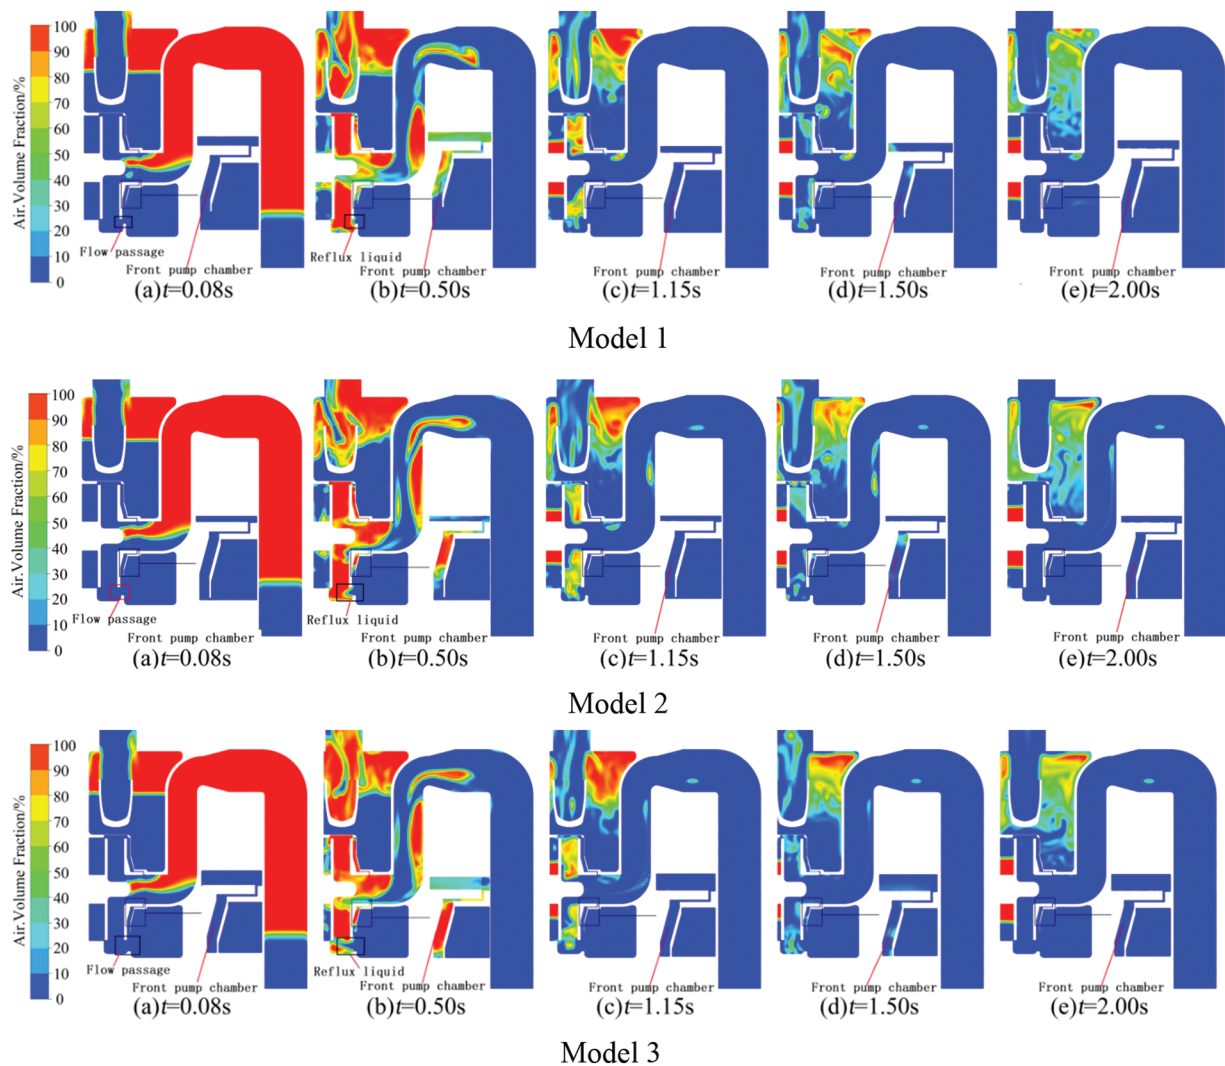 Air.Volume Fraction/%
100
90
80
70
60
50
40
30
20
10
0
Flow passage
Front pump chamber
(a)t=0.08s
Reflux liquid
Front pump chamber
(b)t=0.50s
Front pump chamber
(c)t=1.15s
Front pump chamber
(d)t=1.50s
Front pump chamber
(e)t=2.00s
Model 1
Air.Volume Fraction/%
100
90
80
70
60
50
40
30
20
10
0
Flow passage
Front pump chamber
(a)t=0.08s
Reflux liquid
Front pump chamber
(b)t=0.50s
Front pump chamber
(c)t=1.15s
Front pump chamber
(d)t=1.50s
Front pump chamber
(e)t=2.00s
Model 2
Air.Volume Fraction/%
100
90
80
70
60
50
40
30
20
10
0
Flow passage
Front pump chamber
(a)t=0.08s
Reflux liquid
Front pump chamber
(b)t=0.50s
Front pump chamber
(c)t=1.15s
Front pump chamber
(d)t=1.50s
Front pump chamber
(e)t=2.00s
Model 3